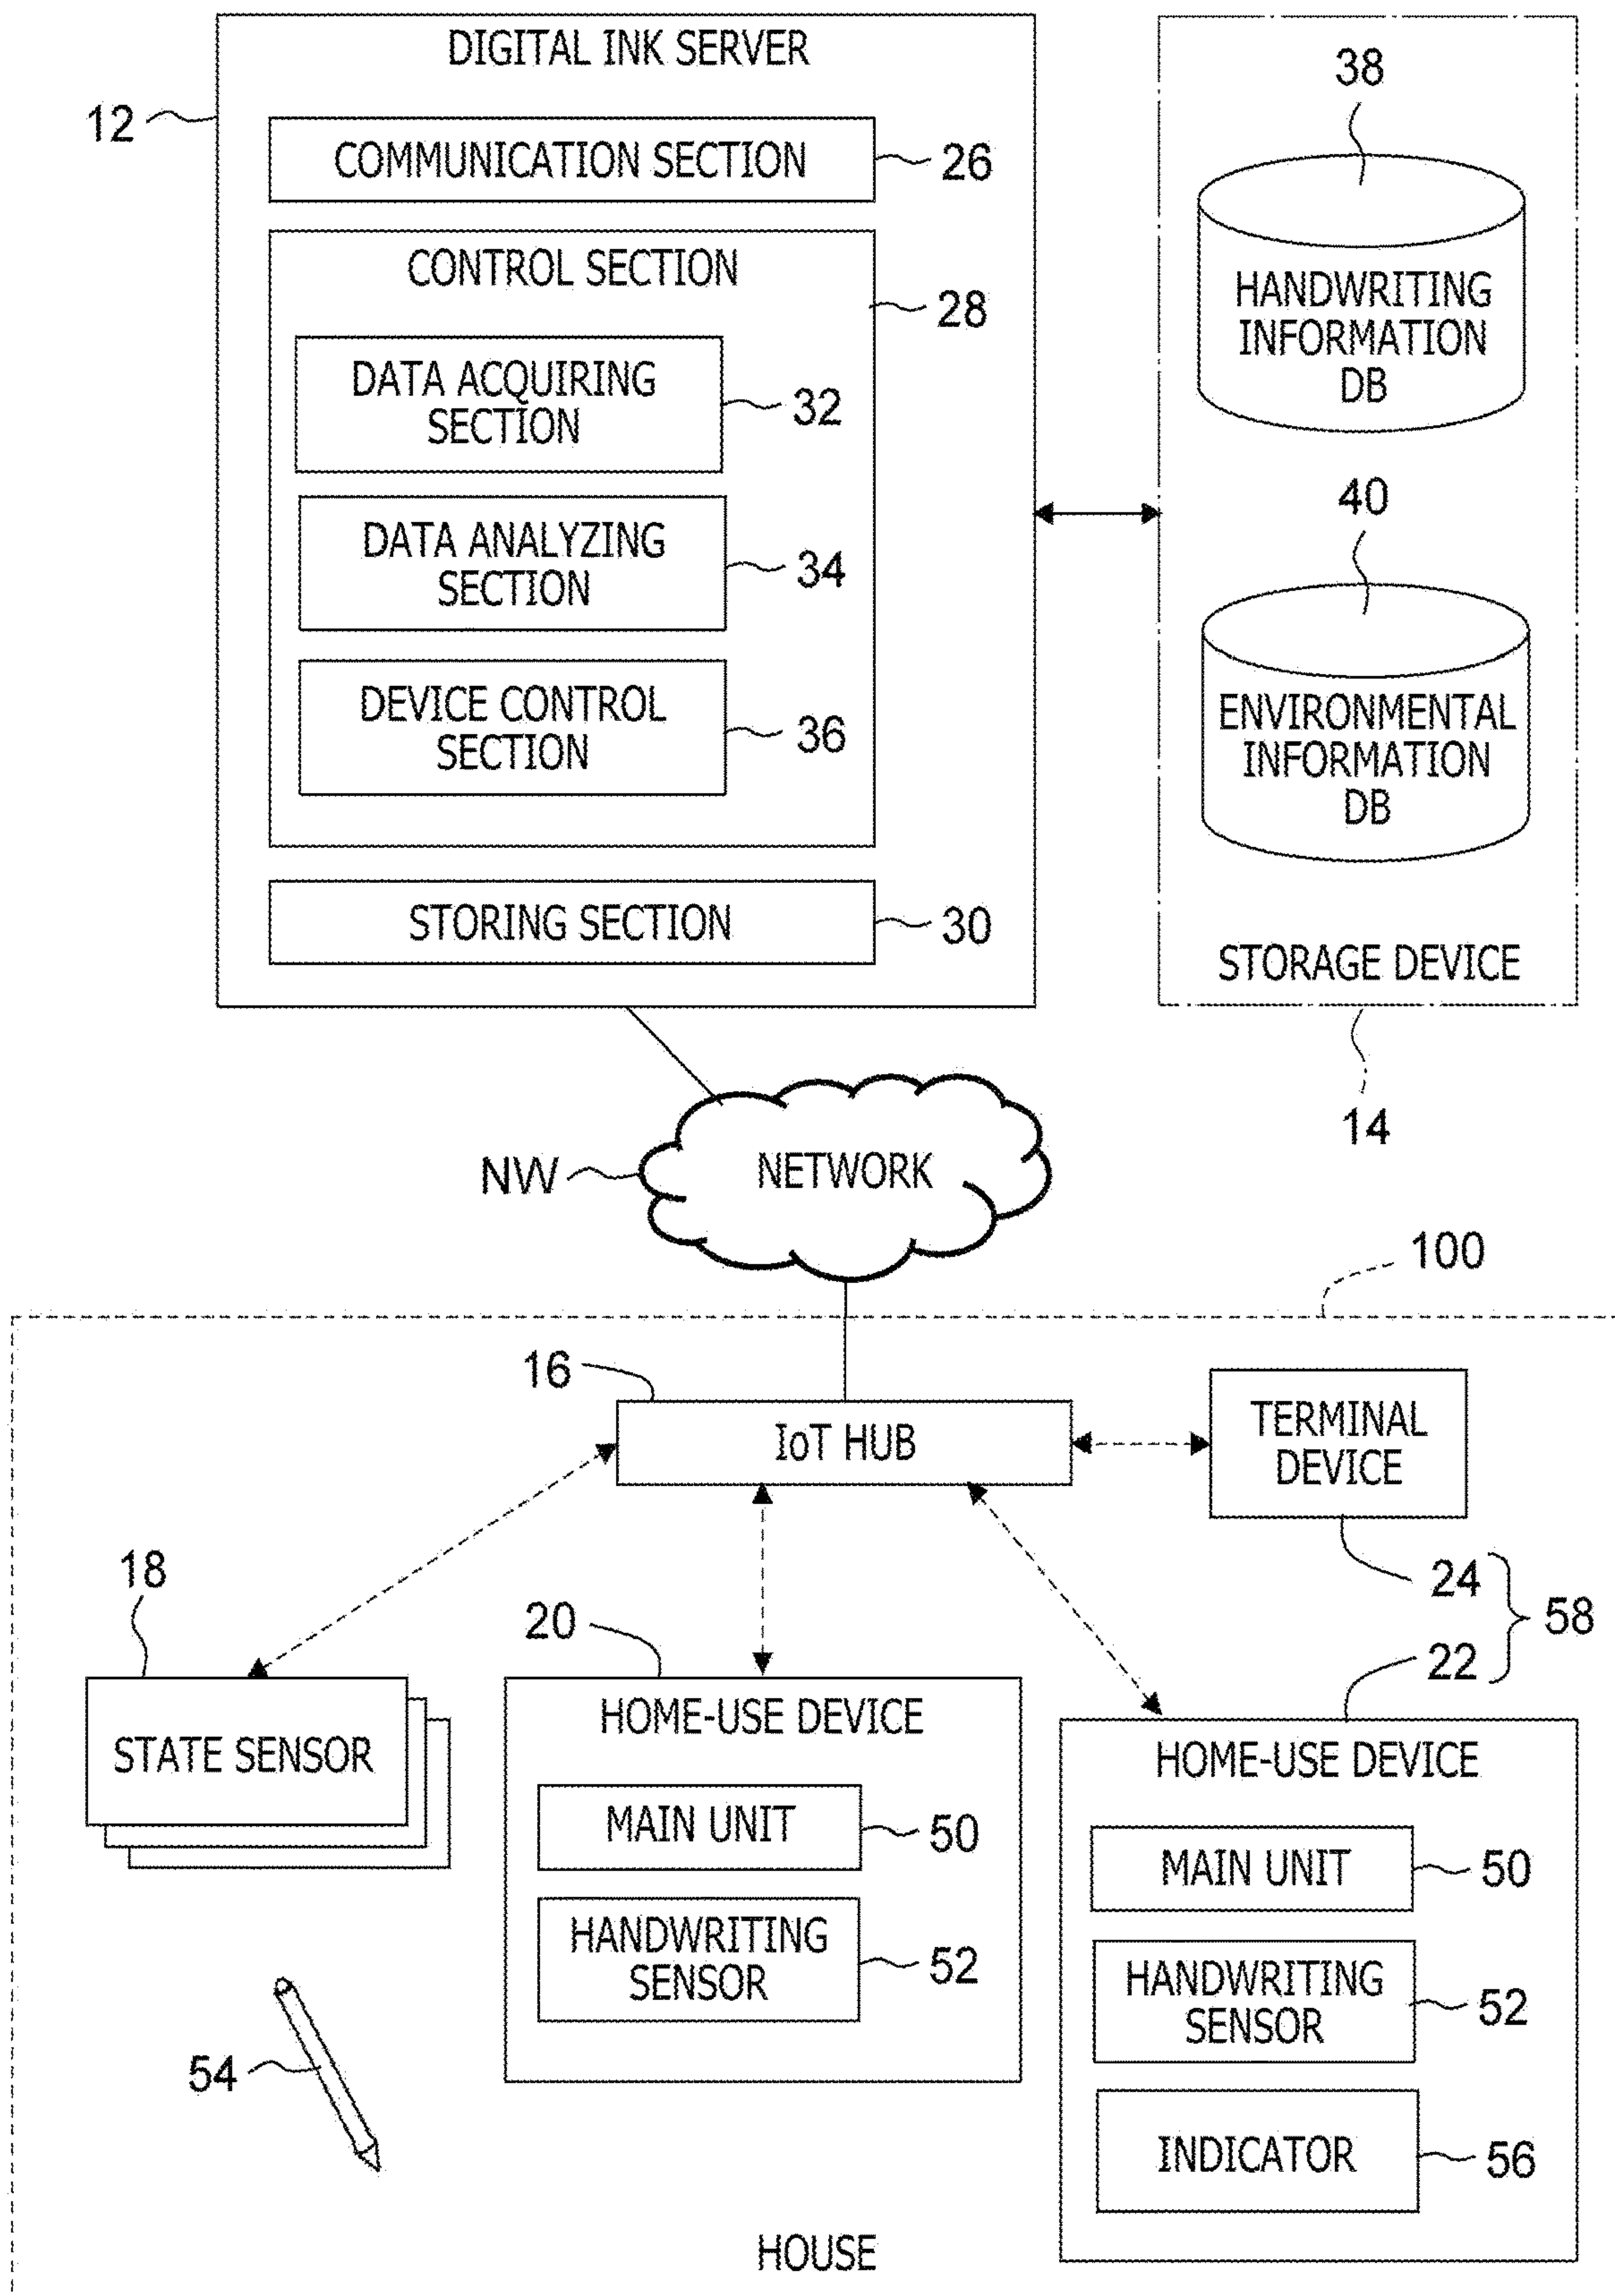 DIGITAL INK SERVER
12
COMMUNICATION SECTION
26
CONTROL SECTION
28
DATA ACQUIRING
SECTION
32
DATA ANALYZING
SECTION
34
DEVICE CONTROL
SECTION
36
STORING SECTION
30
38
HANDWRITING
INFORMATION
DB
40
ENVIRONMENTAL
INFORMATION
DB
STORAGE DEVICE
14
NW
NETWORK
100
16
IoT HUB
TERMINAL
DEVICE
24
58
22
18
STATE SENSOR
20
HOME-USE DEVICE
MAIN UNIT
50
HANDWRITING
SENSOR
52
HOME-USE DEVICE
MAIN UNIT
50
HANDWRITING
SENSOR
52
INDICATOR
56
54
HOUSE